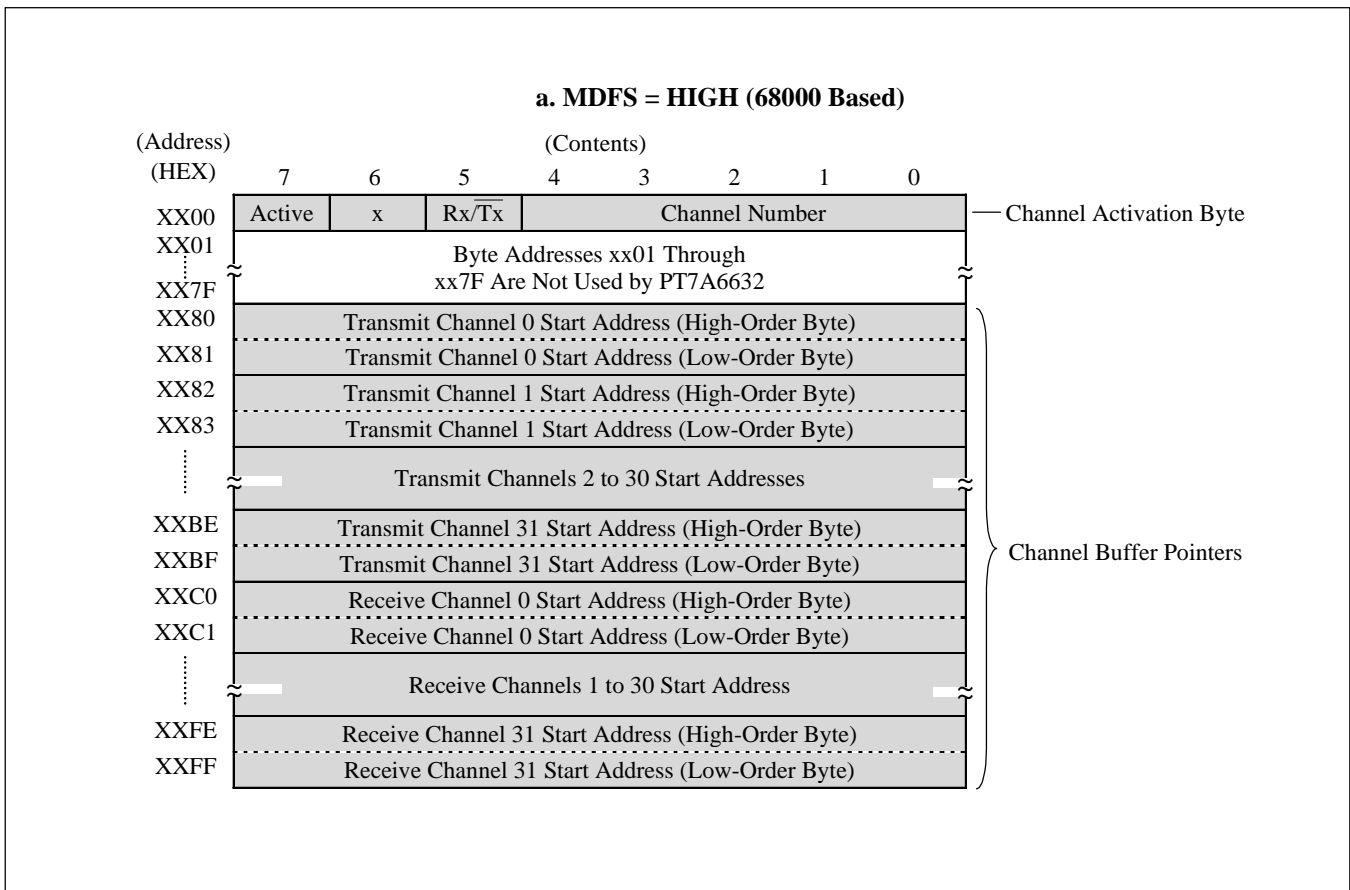 a. MDFS = HIGH (68000 Based)
(Address) (Contents)
(HEX) 7 6 5 4 3 2 1 0
XX00 Active x Rx/T̅x̅ Channel Number Channel Activation Byte
XX01 Byte Addresses xx01 Through
XX7F xx7F Are Not Used by PT7A6632
XX80 Transmit Channel 0 Start Address (High-Order Byte)
XX81 Transmit Channel 0 Start Address (Low-Order Byte)
XX82 Transmit Channel 1 Start Address (High-Order Byte)
XX83 Transmit Channel 1 Start Address (Low-Order Byte)
Transmit Channels 2 to 30 Start Addresses
XXBE Transmit Channel 31 Start Address (High-Order Byte)
XXBF Transmit Channel 31 Start Address (Low-Order Byte) Channel Buffer Pointers
XXC0 Receive Channel 0 Start Address (High-Order Byte)
XXC1 Receive Channel 0 Start Address (Low-Order Byte)
Receive Channels 1 to 30 Start Address
XXFE Receive Channel 31 Start Address (High-Order Byte)
XXFF Receive Channel 31 Start Address (Low-Order Byte)